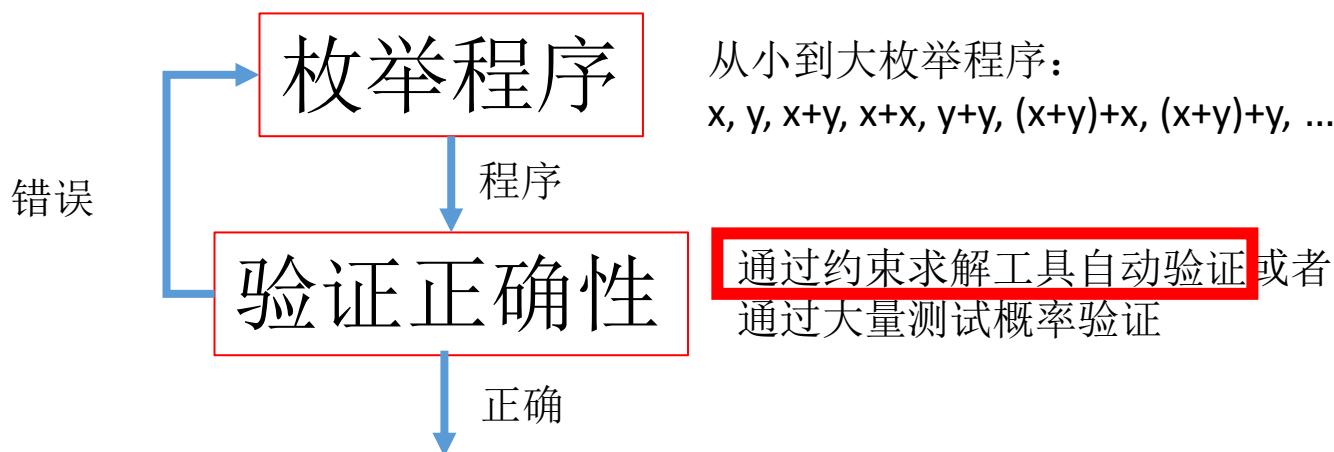 枚举程序
从小到大枚举程序：
x, y, x+y, x+x, y+y, (x+y)+x, (x+y)+y, …
程序
错误
验证正确性
通过约束求解工具自动验证或者
通过大量测试概率验证
正确